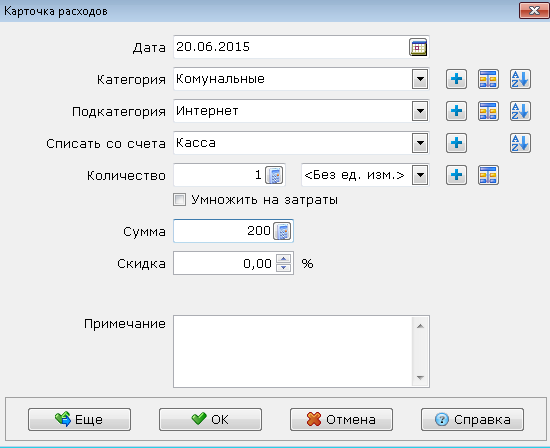 Карточка расходов
Дата 20.06.2015
Категория Комунальные
Подкатегория Интернет
Списать со счета Касса
Количество 1 <Без ед. изм.>
Умножить на затраты
Сумма 200
Скидка 0,00 %
Примечание
Еще OK Отмена Справка